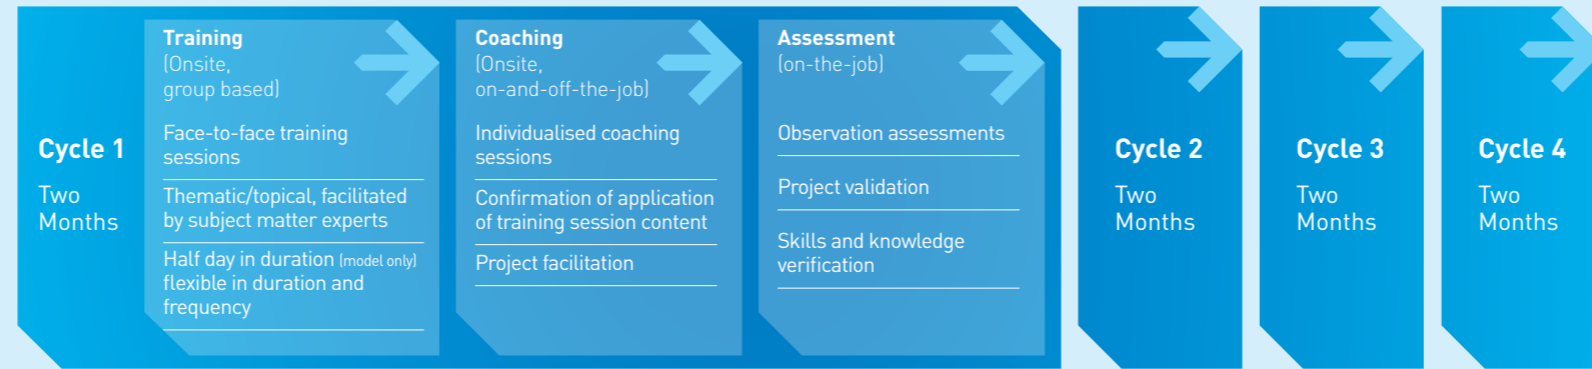 Cycle 1
Two
Months
Training
(Onsite,
group based)
Face-to-face training
sessions
Thematic/topical, facilitated
by subject matter experts
Half day in duration (model only)
flexible in duration and
frequency
Coaching
(Onsite,
on-and-off-the-job)
Individualised coaching
sessions
Confirmation of application
of training session content
Project facilitation
Assessment
(on-the-job)
Observation assessments
Project validation
Skills and knowledge
verification
Cycle 2
Two
Months
Cycle 3
Two
Months
Cycle 4
Two
Months